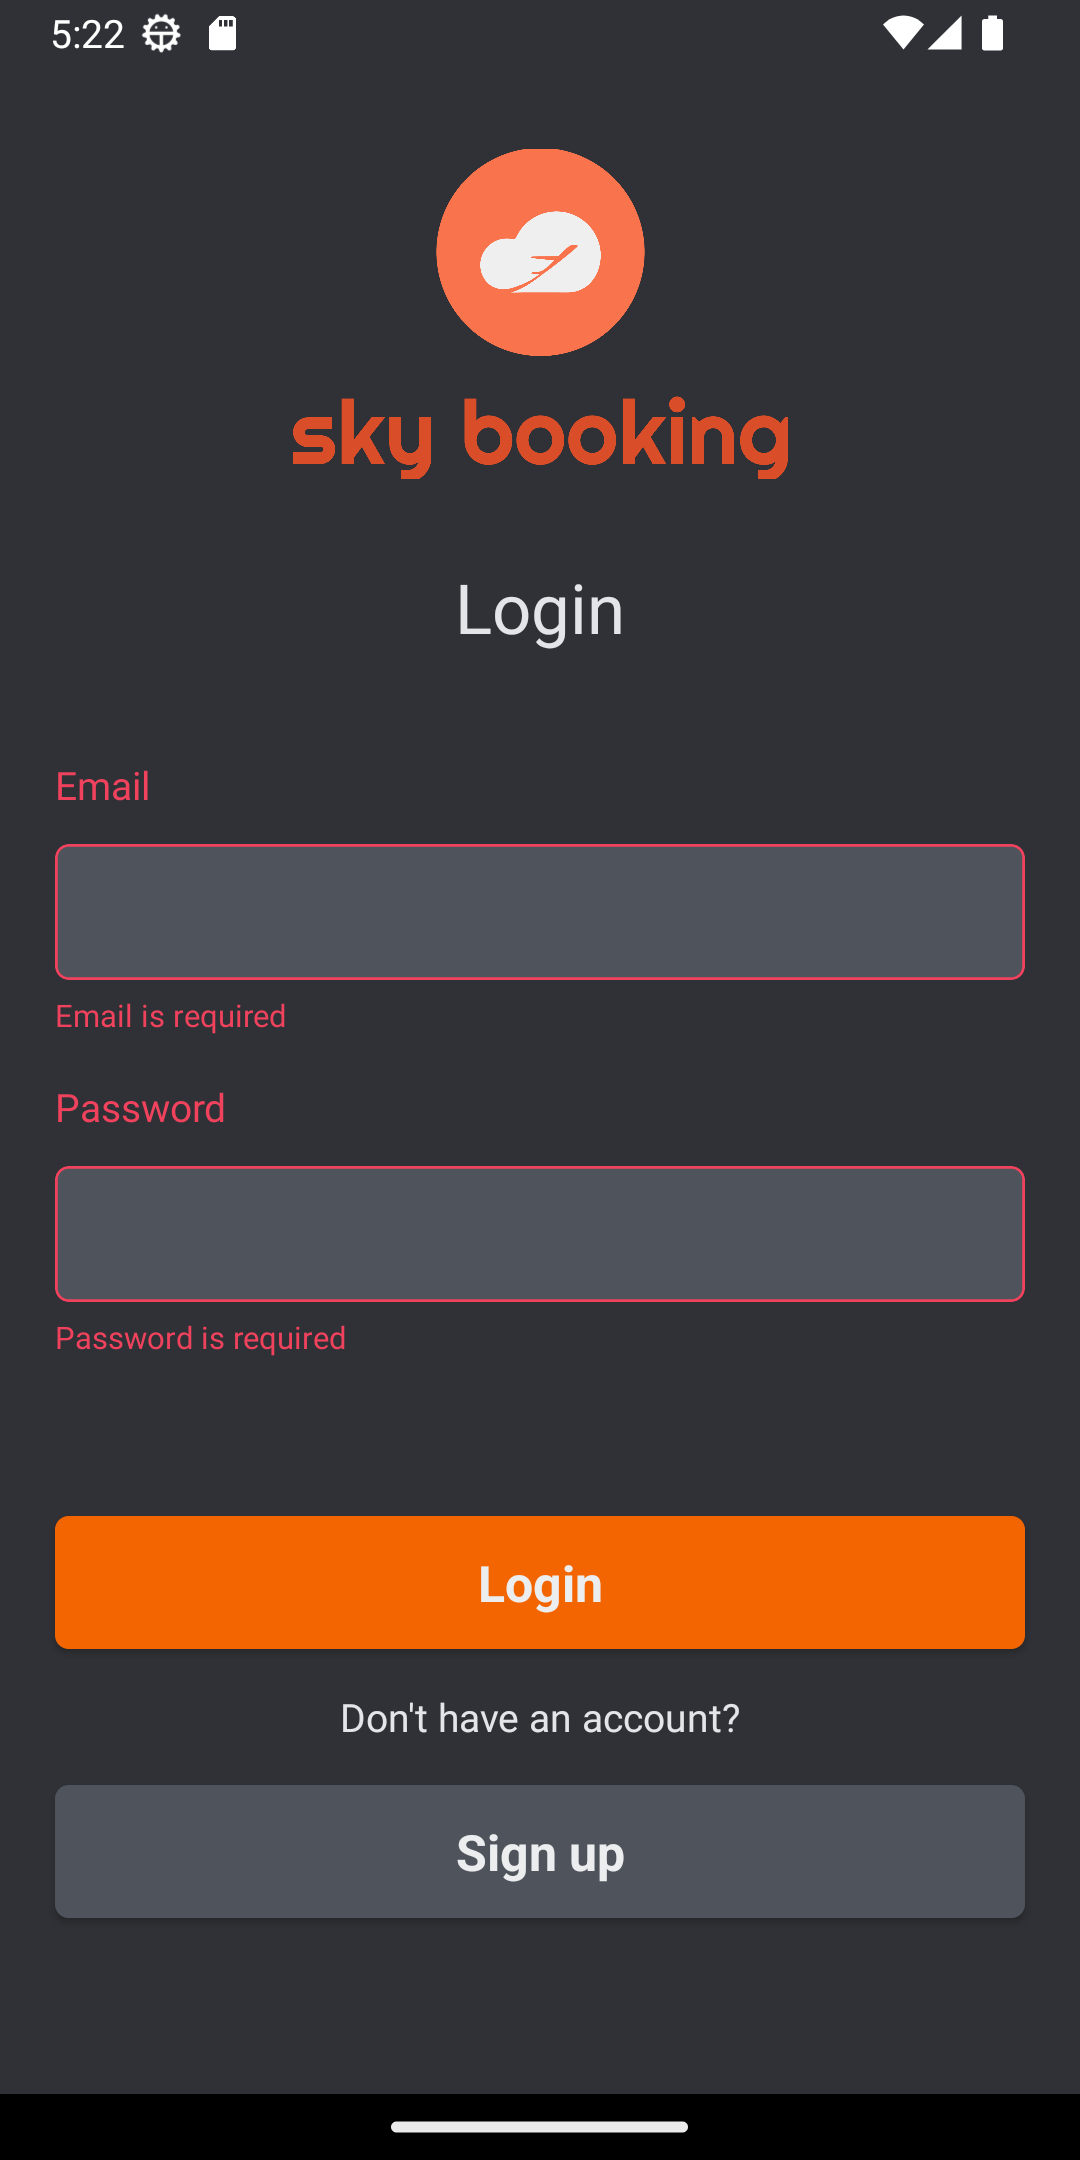 5:22
sky booking
Login
Email
Email is required
Password
Password is required
Login
Don't have an account?
Sign up